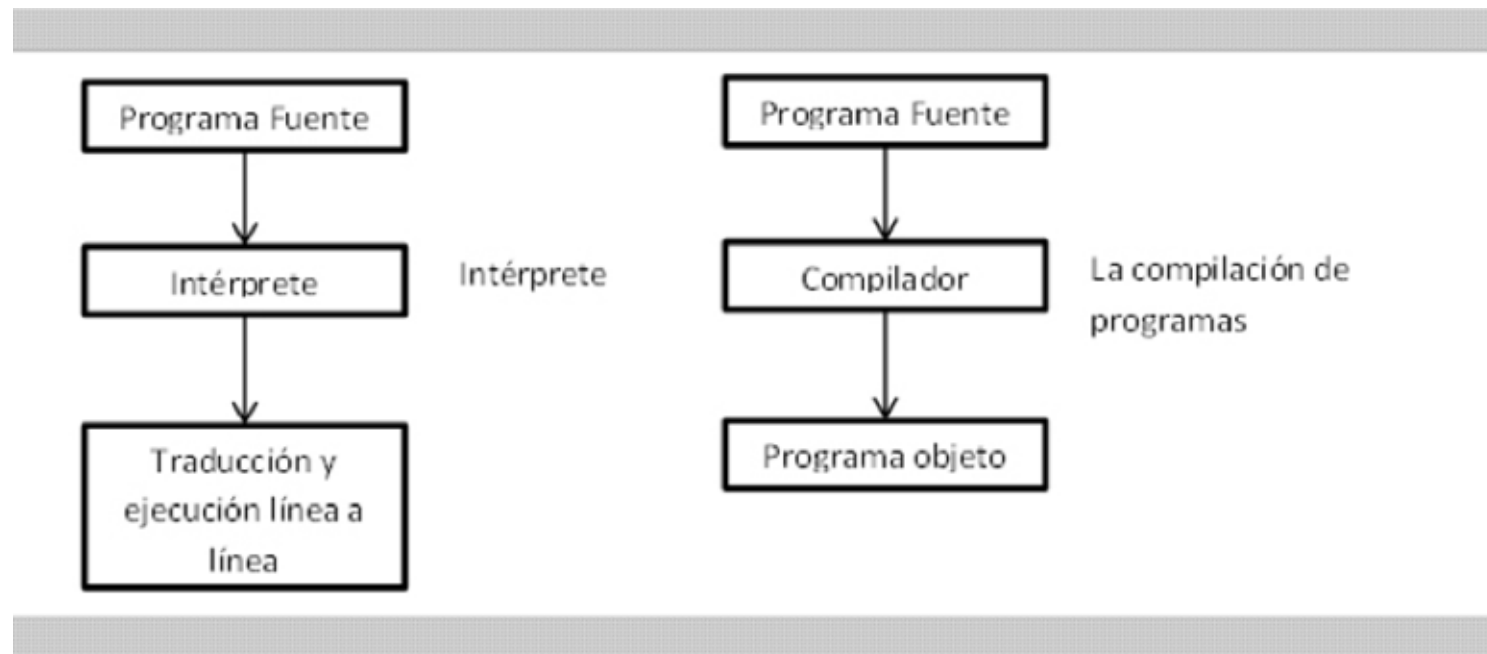 Programa Fuente
Intérprete
Traducción y
ejecución línea a
línea
Intérprete
Programa Fuente
Compilador
Programa objeto
La compilación de
programas